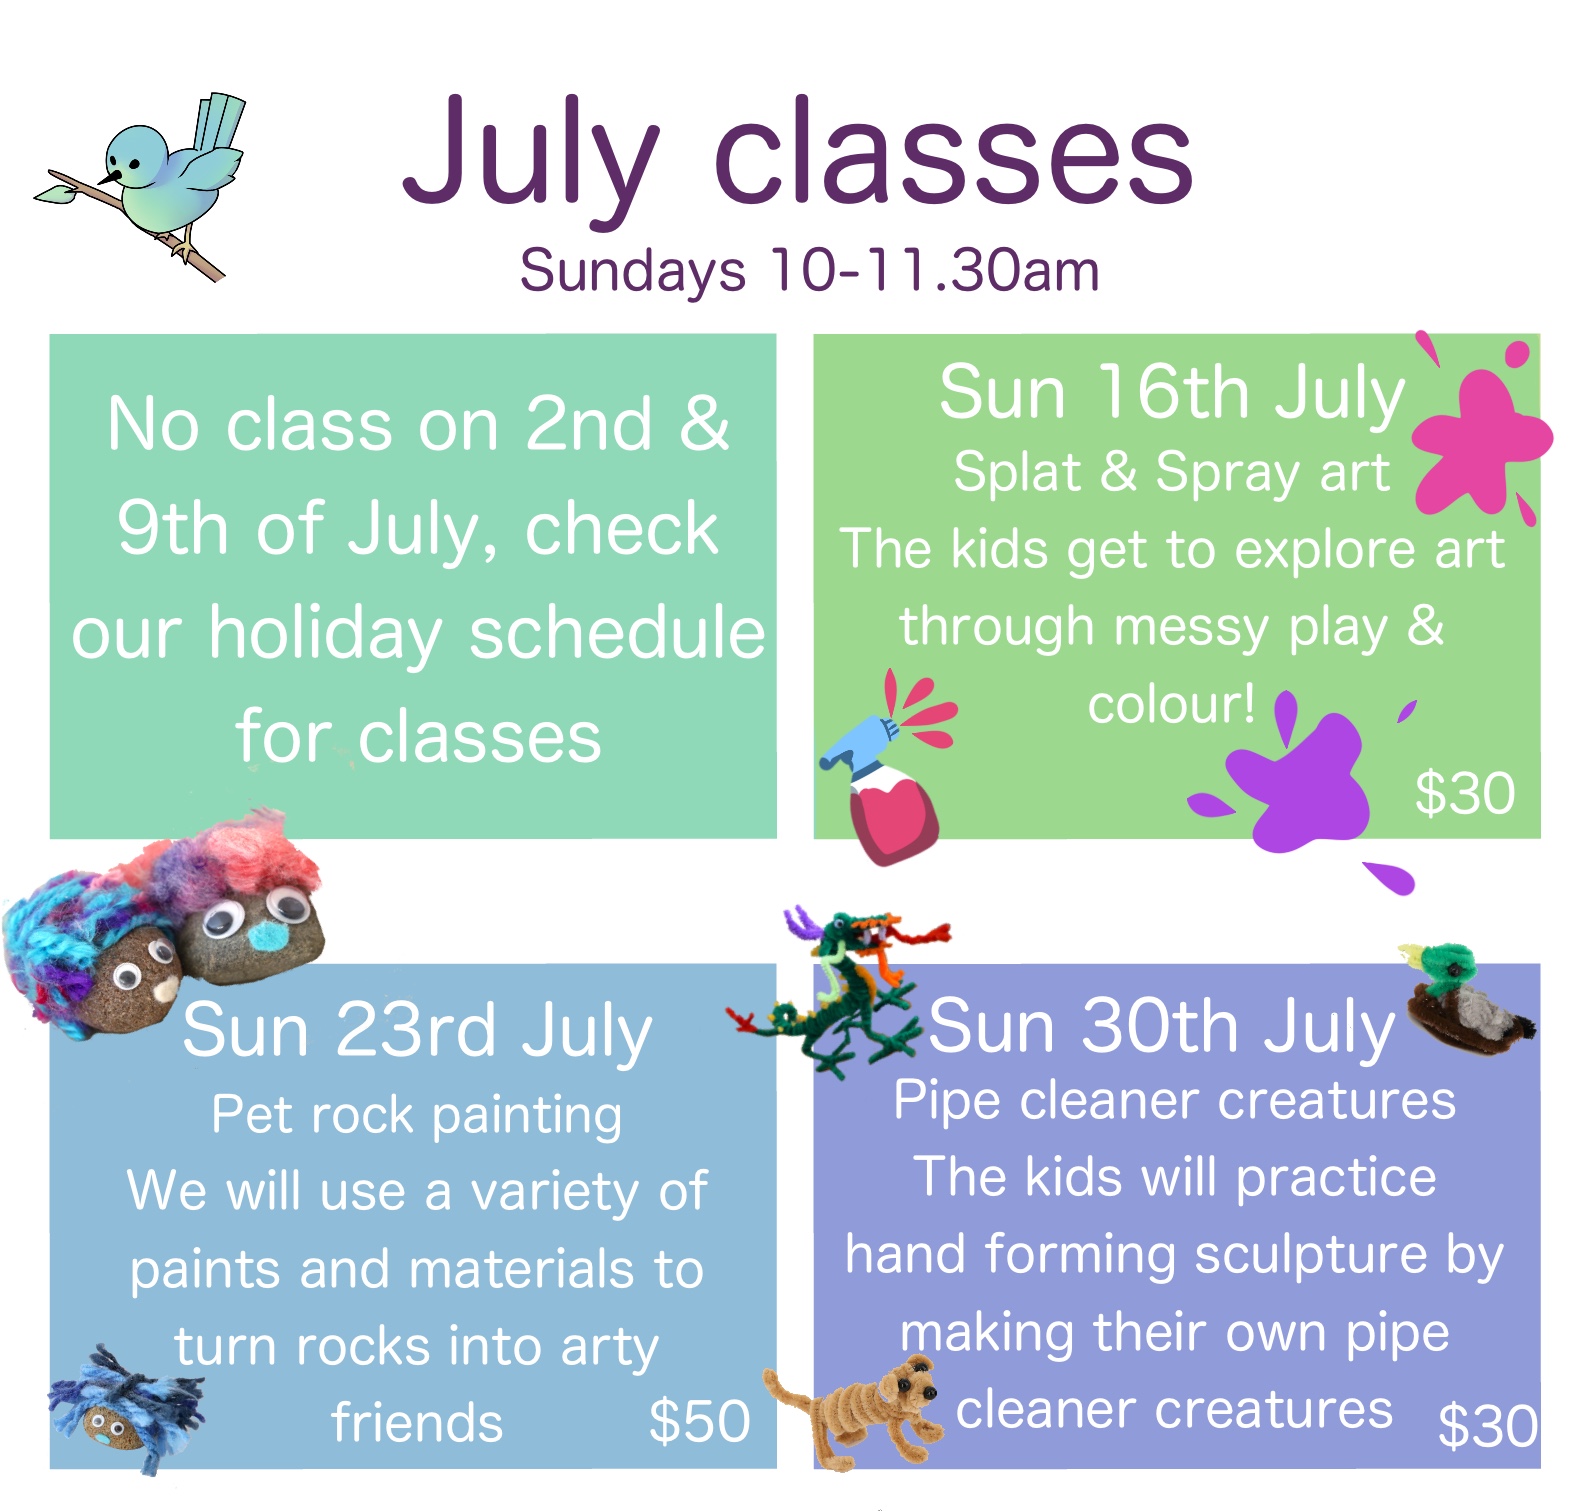 July classes
Sundays 10-11.30am
No class on 2nd &
9th of July, check
our holiday schedule
for classes
Sun 16th July
Splat & Spray art
The kids get to explore art
through messy play &
colour!
$30
Sun 23rd July
Pet rock painting
We will use a variety of
paints and materials to
turn rocks into arty
friends
$50
Sun 30th July
Pipe cleaner creatures
The kids will practice
hand forming sculpture by
making their own pipe
cleaner creatures
$30